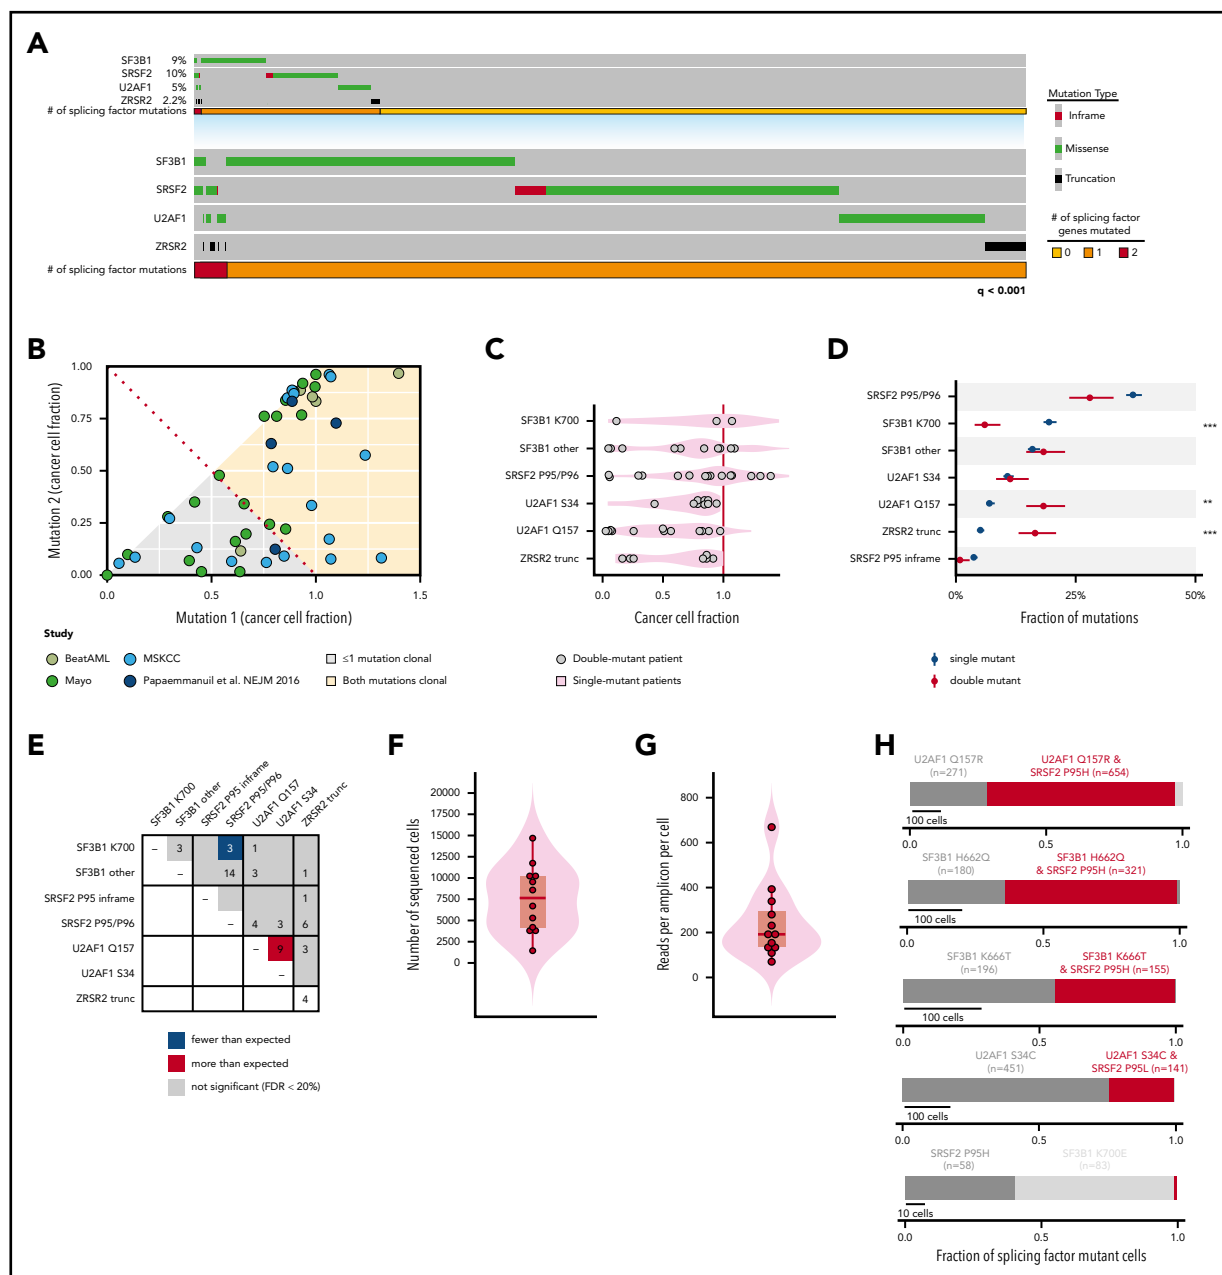 A
SF3B1 9%
SRSF2 10%
U2AF1 5%
ZRSR2 2.2%
# of splicing factor mutations
SF3B1
SRSF2
U2AF1
ZRSR2
# of splicing factor mutations
q < 0.001
Mutation Type
Inframe
Missense
Truncation
# of splicing factor
genes mutated
0 1 2
B
Mutation 2 (cancer cell fraction)
1.00
0.75
0.50
0.25
0.00
0.0 0.5 1.0 1.5
Mutation 1 (cancer cell fraction)
Study
BeatAML
MSKCC
Mayo
Papaemmanuil et al. NEJM 2016
≤1 mutation clonal
Both mutations clonal
C
SF3B1 K700
SF3B1 other
SRSF2 P95/P96
U2AF1 S34
U2AF1 Q157
ZRSR2 trunc
0.0 0.5 1.0 1.5
Cancer cell fraction
Double-mutant patient
Single-mutant patients
D
SRSF2 P95/P96
SF3B1 K700 ***
SF3B1 other
U2AF1 S34
U2AF1 Q157 **
ZRSR2 trunc ***
SRSF2 P95 inframe
0% 25% 50%
Fraction of mutations
single mutant
double mutant
E
SF3B1 K700
SF3B1 other
SRSF2 P95 inframe
SRSF2 P95/P96
U2AF1 Q157
U2AF1 S34
ZRSR2 trunc
SF3B1 K700 – 3 3 1
SF3B1 other – 14 3 1
SRSF2 P95 inframe – 1
SRSF2 P95/P96 – 4 3 6
U2AF1 Q157 – 9 3
U2AF1 S34 –
ZRSR2 trunc 4
fewer than expected
more than expected
not significant (FDR < 20%)
F
Number of sequenced cells
20000
17500
15000
12500
10000
7500
5000
2500
0
G
Reads per amplicon per cell
800
600
400
200
0
H
U2AF1 Q157R
(n=271)
U2AF1 Q157R &
SRSF2 P95H (n=654)
100 cells
0.0 0.5 1.0
SF3B1 H662Q
(n=180)
SF3B1 H662Q
& SRSF2 P95H (n=321)
100 cells
0.0 0.5 1.0
SF3B1 K666T
(n=196)
SF3B1 K666T
& SRSF2 P95H (n=155)
100 cells
0.0 0.5 1.0
U2AF1 S34C
(n=451)
U2AF1 S34C &
SRSF2 P95L (n=141)
100 cells
0.0 0.5 1.0
SRSF2 P95H
(n=58)
SF3B1 K700E
(n=83)
10 cells
0.0 0.5 1.0
Fraction of splicing factor mutant cells